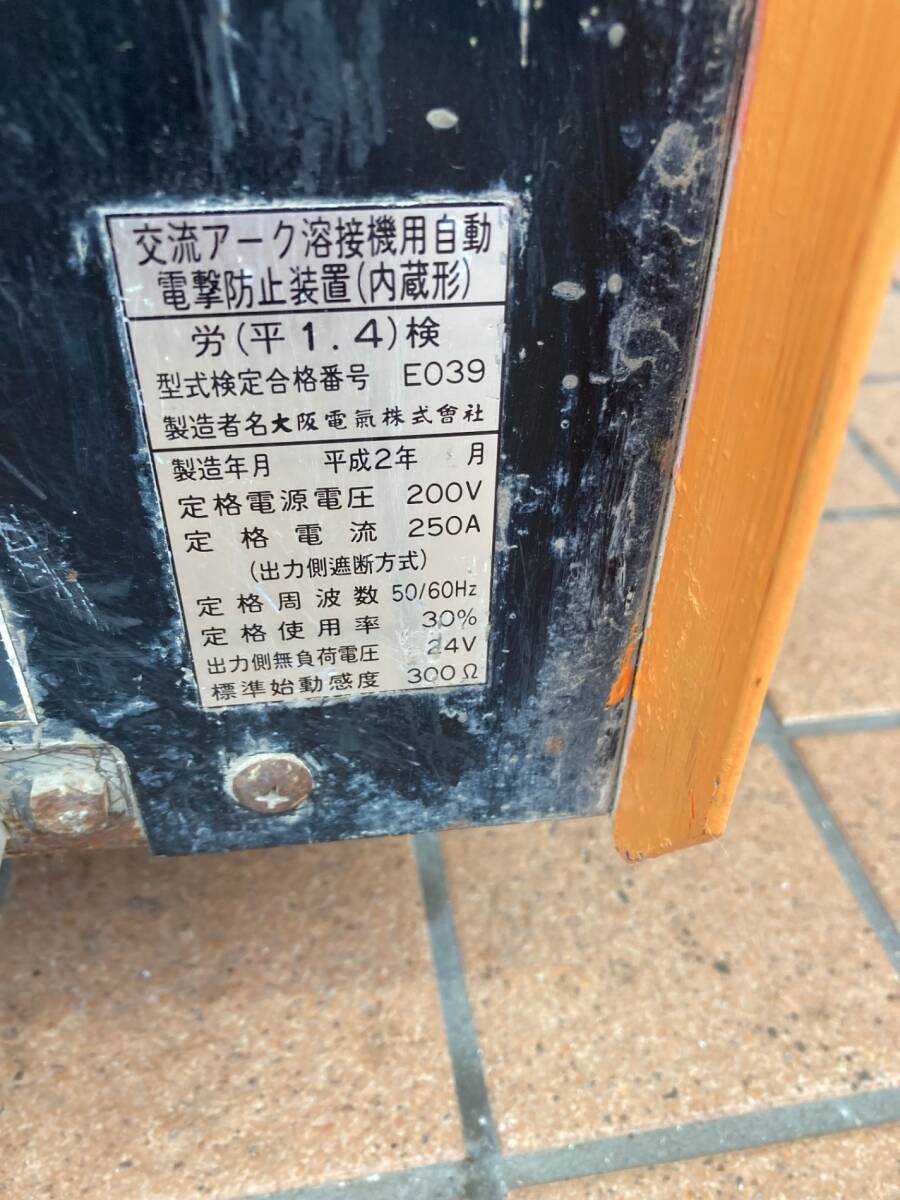 交流アーク溶接機用自動
電撃防止装置(内蔵形)
労(平1.4)検
型式検定合格番号 E039
製造者名大阪電氣株式會社
製造年月 平成2年 月
定格電源電圧 200V
定格電流 250A
(出力側遮断方式)
定格周波数 50/60Hz
定格使用率 30%
出力側無負荷電圧 24V
標準始動感度 300Ω